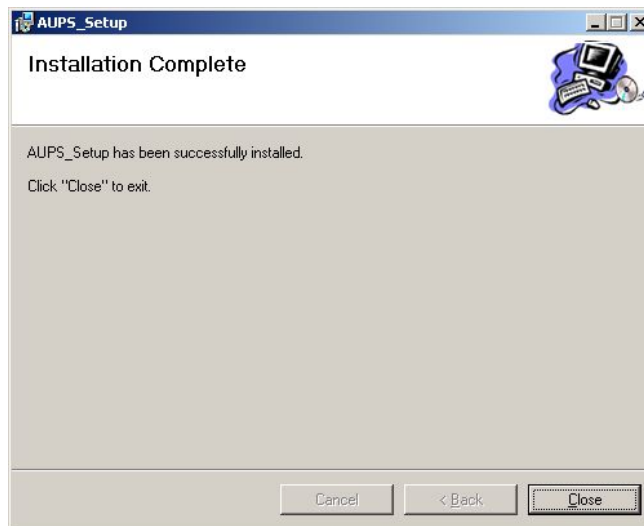 AUPS_Setup
Installation Complete
AUPS_Setup has been successfully installed.
Click "Close" to exit.
Cancel
< Back
Close